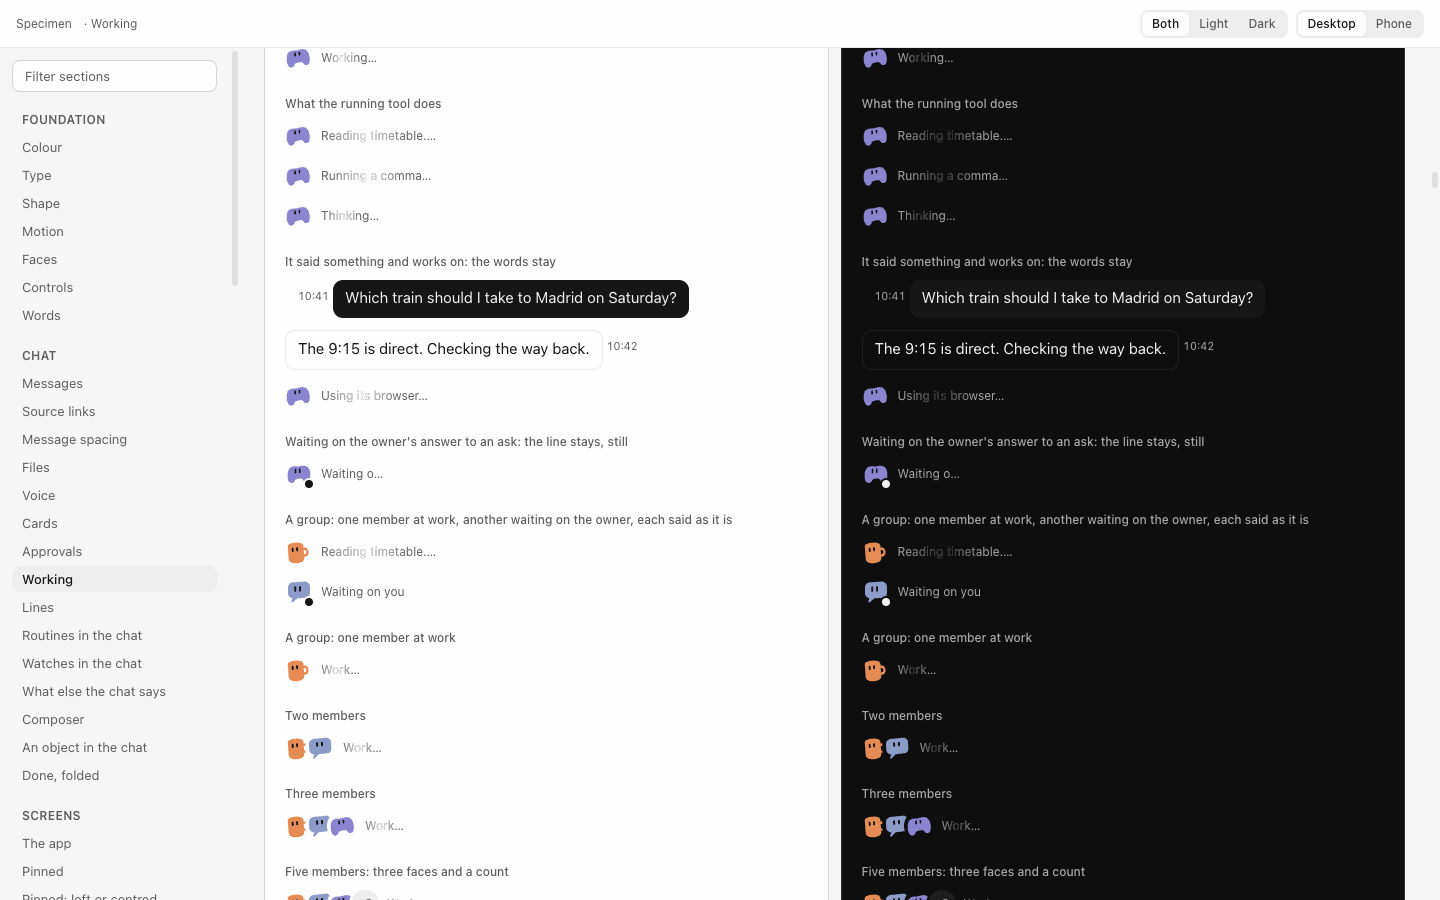 Specimen · Working
Both Light Dark
Desktop Phone
Filter sections
FOUNDATION
Colour
Type
Shape
Motion
Faces
Controls
Words
CHAT
Messages
Source links
Message spacing
Files
Voice
Cards
Approvals
Working
Lines
Routines in the chat
Watches in the chat
What else the chat says
Composer
An object in the chat
Done, folded
SCREENS
The app
Pinned
Pinned: left or centred
Working...
What the running tool does
Reading timetable....
Running a comma...
Thinking...
It said something and works on: the words stay
10:41 Which train should I take to Madrid on Saturday?
The 9:15 is direct. Checking the way back. 10:42
Using its browser...
Waiting on the owner's answer to an ask: the line stays, still
Waiting o...
A group: one member at work, another waiting on the owner, each said as it is
Reading timetable....
Waiting on you
A group: one member at work
Work...
Two members
Work...
Three members
Work...
Five members: three faces and a count
Working...
What the running tool does
Reading timetable....
Running a comma...
Thinking...
It said something and works on: the words stay
10:41 Which train should I take to Madrid on Saturday?
The 9:15 is direct. Checking the way back. 10:42
Using its browser...
Waiting on the owner's answer to an ask: the line stays, still
Waiting o...
A group: one member at work, another waiting on the owner, each said as it is
Reading timetable....
Waiting on you
A group: one member at work
Work...
Two members
Work...
Three members
Work...
Five members: three faces and a count